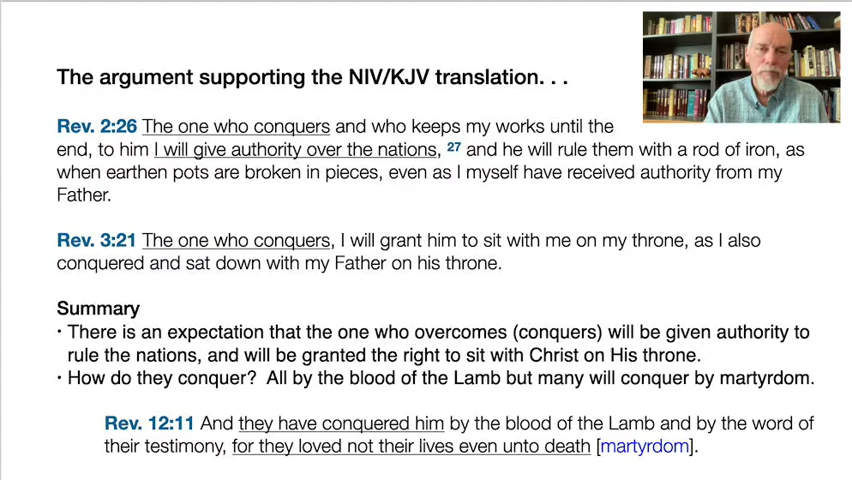 The argument supporting the NIV/KJV translation. . .
Rev. 2:26 The one who conquers and who keeps my works until the
end, to him I will give authority over the nations, 27 and he will rule them with a rod of iron, as
when earthen pots are broken in pieces, even as I myself have received authority from my
Father.
Rev. 3:21 The one who conquers, I will grant him to sit with me on my throne, as I also
conquered and sat down with my Father on his throne.
Summary
· There is an expectation that the one who overcomes (conquers) will be given authority to
rule the nations, and will be granted the right to sit with Christ on His throne.
· How do they conquer?  All by the blood of the Lamb but many will conquer by martyrdom.
Rev. 12:11 And they have conquered him by the blood of the Lamb and by the word of
their testimony, for they loved not their lives even unto death [martyrdom].